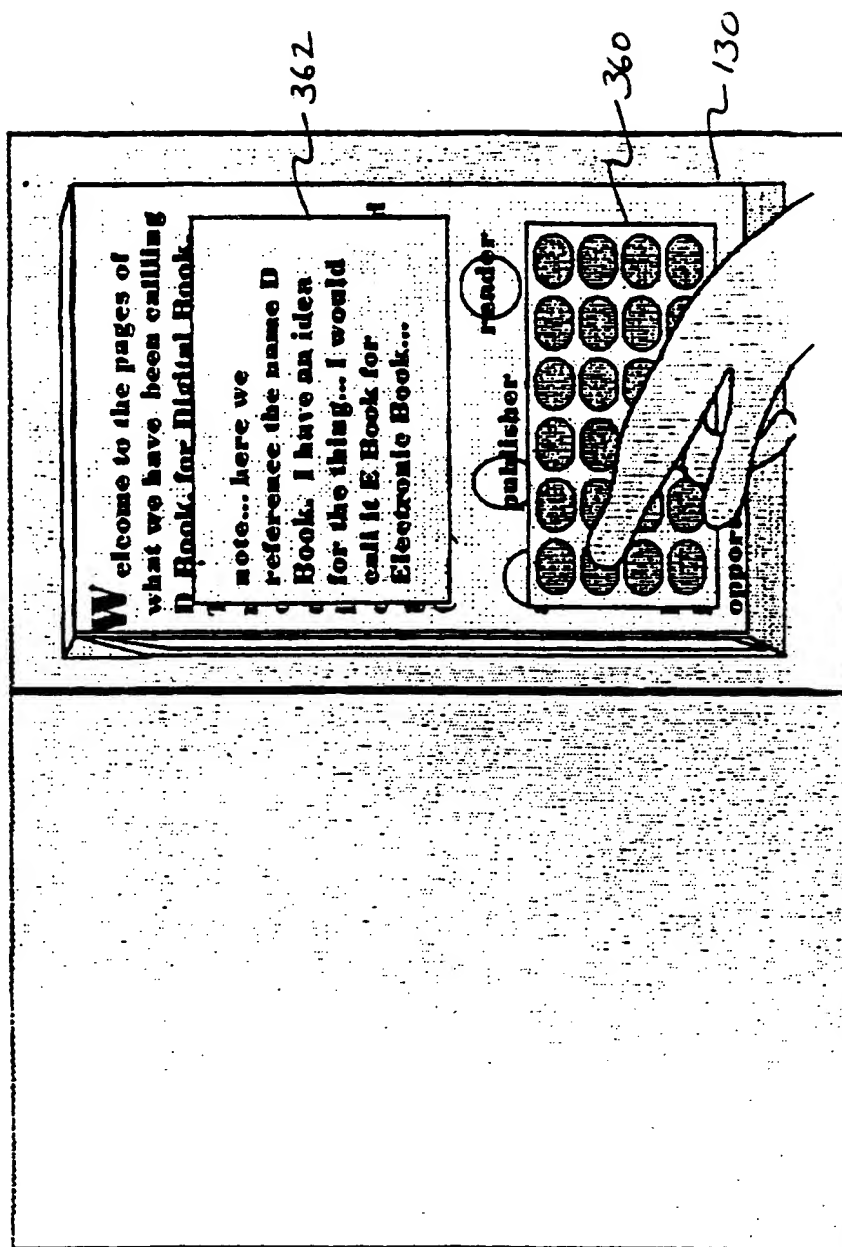 Welcome to the pages of
what we have been callling
D Book, for Digital Book.
note... here we
reference the name D
Book. I have an idea
for the thing... I would
call it E Book for
Electronic Book...
publisher
reader
oppor
362
360
130